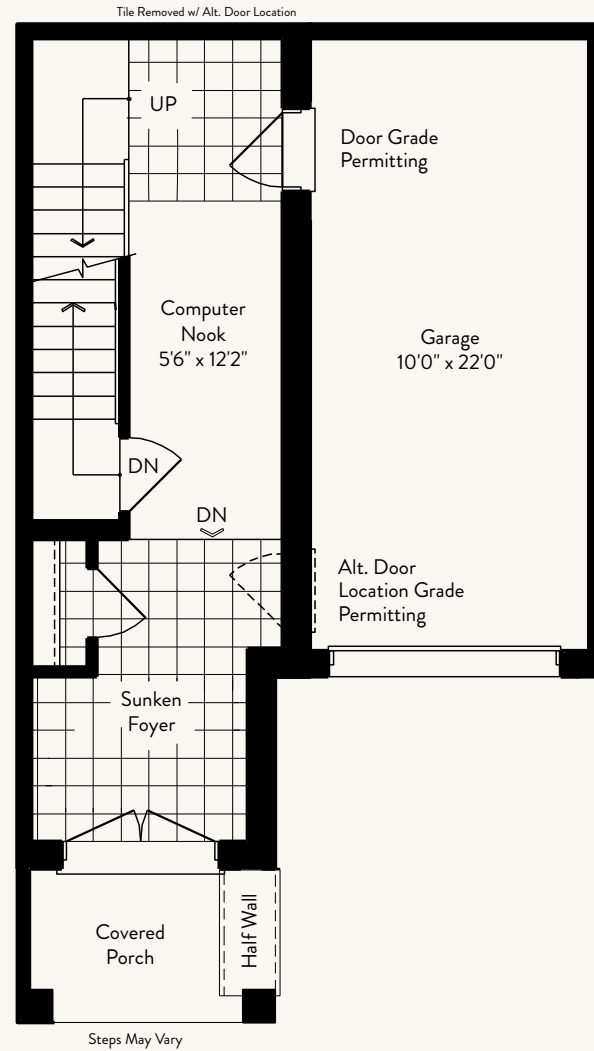 Tile Removed w/ Alt. Door Location
UP
Door Grade
Permitting
Computer
Nook
5'6" x 12'2"
Garage
10'0" x 22'0"
DN
DN
Alt. Door
Location Grade
Permitting
Sunken
Foyer
Covered
Porch
Half Wall
Steps May Vary